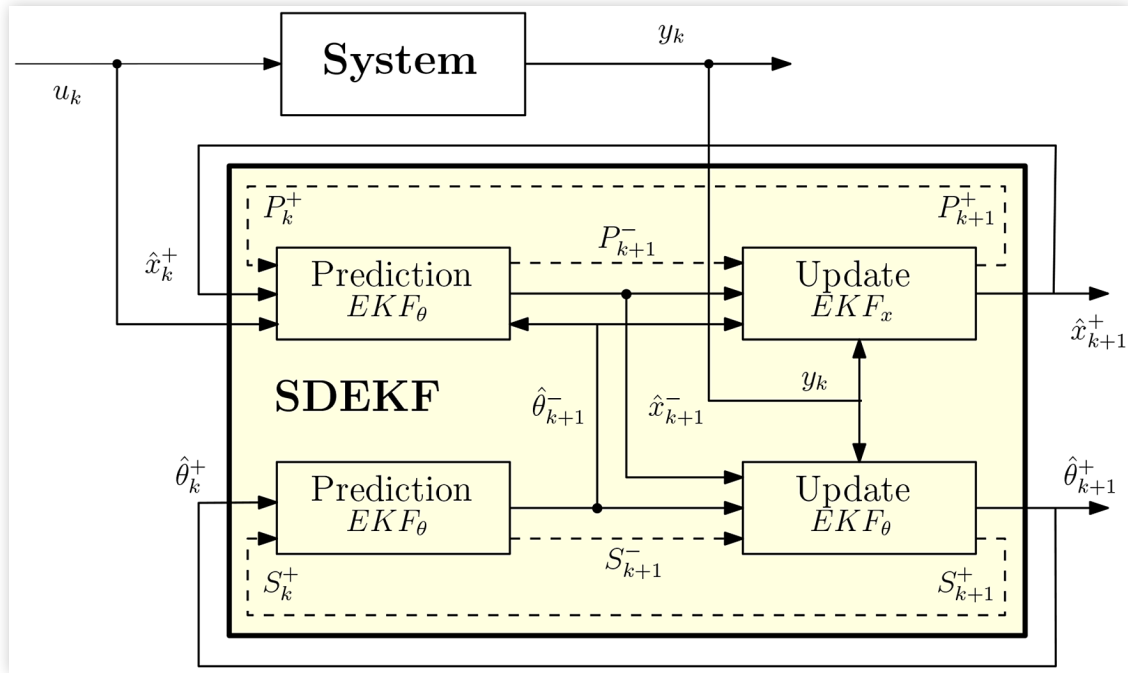 System
y_k
u_k
P_k^+
P_{k+1}^+
P_{k+1}^-
x̂_k^+
Prediction
EKF_θ
Update
EKF_x
x̂_{k+1}^+
y_k
SDEKF
θ̂_{k+1}^-
x̂_{k+1}^-
θ̂_k^+
Prediction
EKF_θ
Update
EKF_θ
θ̂_{k+1}^+
S_{k+1}^-
S_k^+
S_{k+1}^+